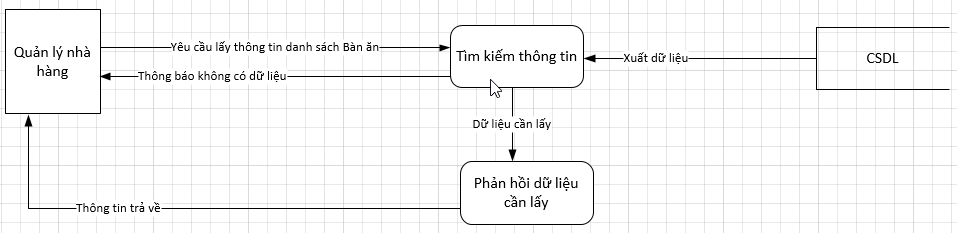 Quản lý nhà
hàng
Yêu cầu lấy thông tin danh sách Bàn ăn
Thông báo không có dữ liệu
Tìm kiếm thông tin
Xuất dữ liệu
CSDL
Dữ liệu cần lấy
Phản hồi dữ liệu
cần lấy
Thông tin trả về